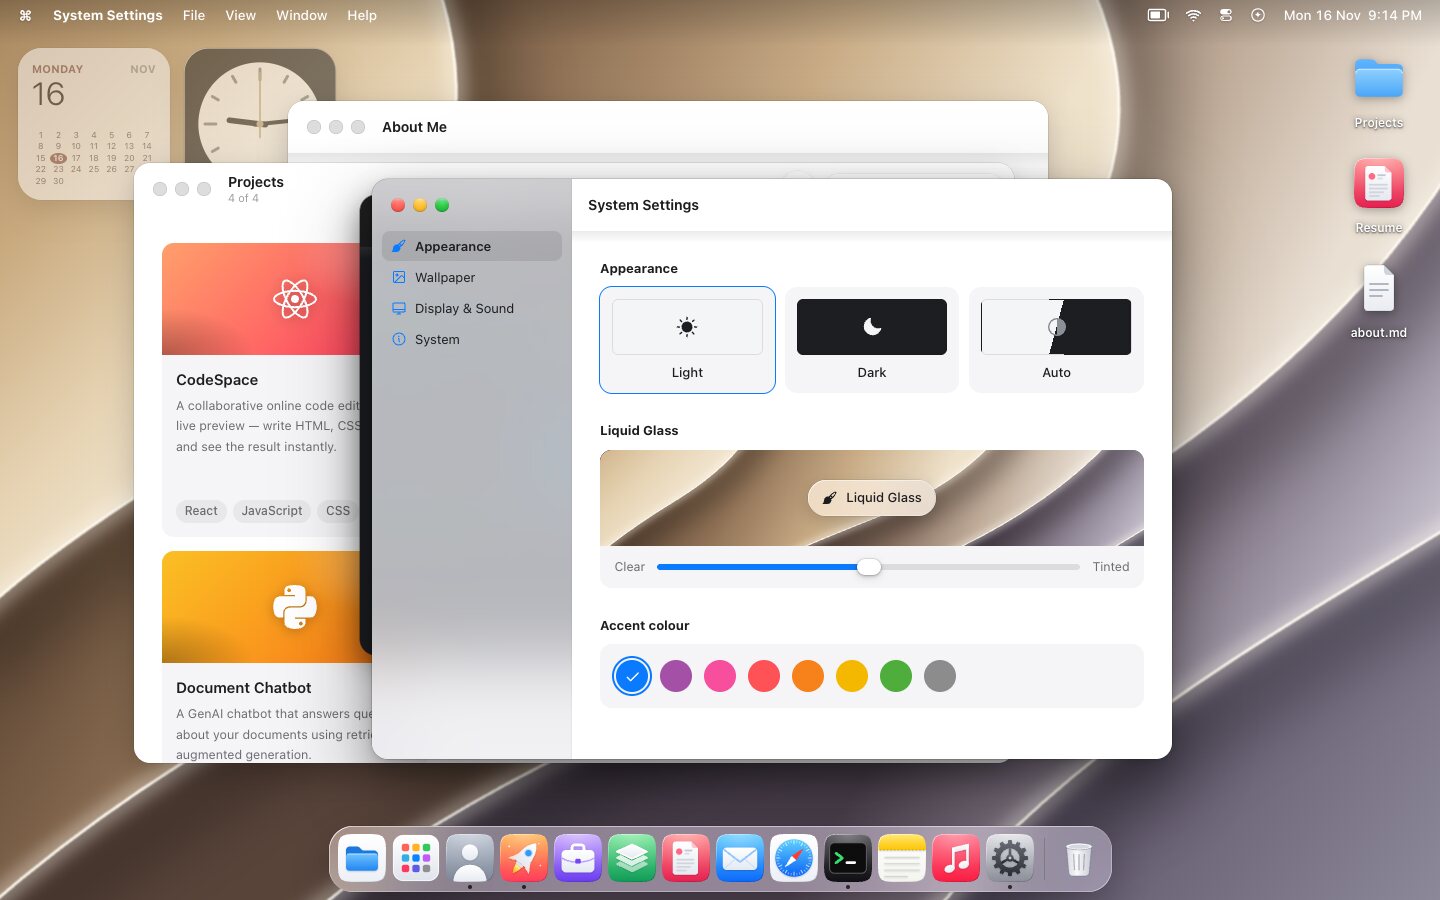 ⌘ System Settings File View Window Help
Mon 16 Nov 9:14 PM
MONDAY NOV
16
1 2 3 4 5 6 7
8 9 10 11 12 13 14
15 16 17 18 19 20 21
22 23 24 25 26 27
29 30
About Me
Projects
4 of 4
CodeSpace
A collaborative online code edit
live preview — write HTML, CSS
and see the result instantly.
React JavaScript CSS
Document Chatbot
A GenAI chatbot that answers que
about your documents using retri
augmented generation.
Appearance
Wallpaper
Display & Sound
System
System Settings
Appearance
Light Dark Auto
Liquid Glass
Liquid Glass
Clear Tinted
Accent colour
Projects
Resume
about.md